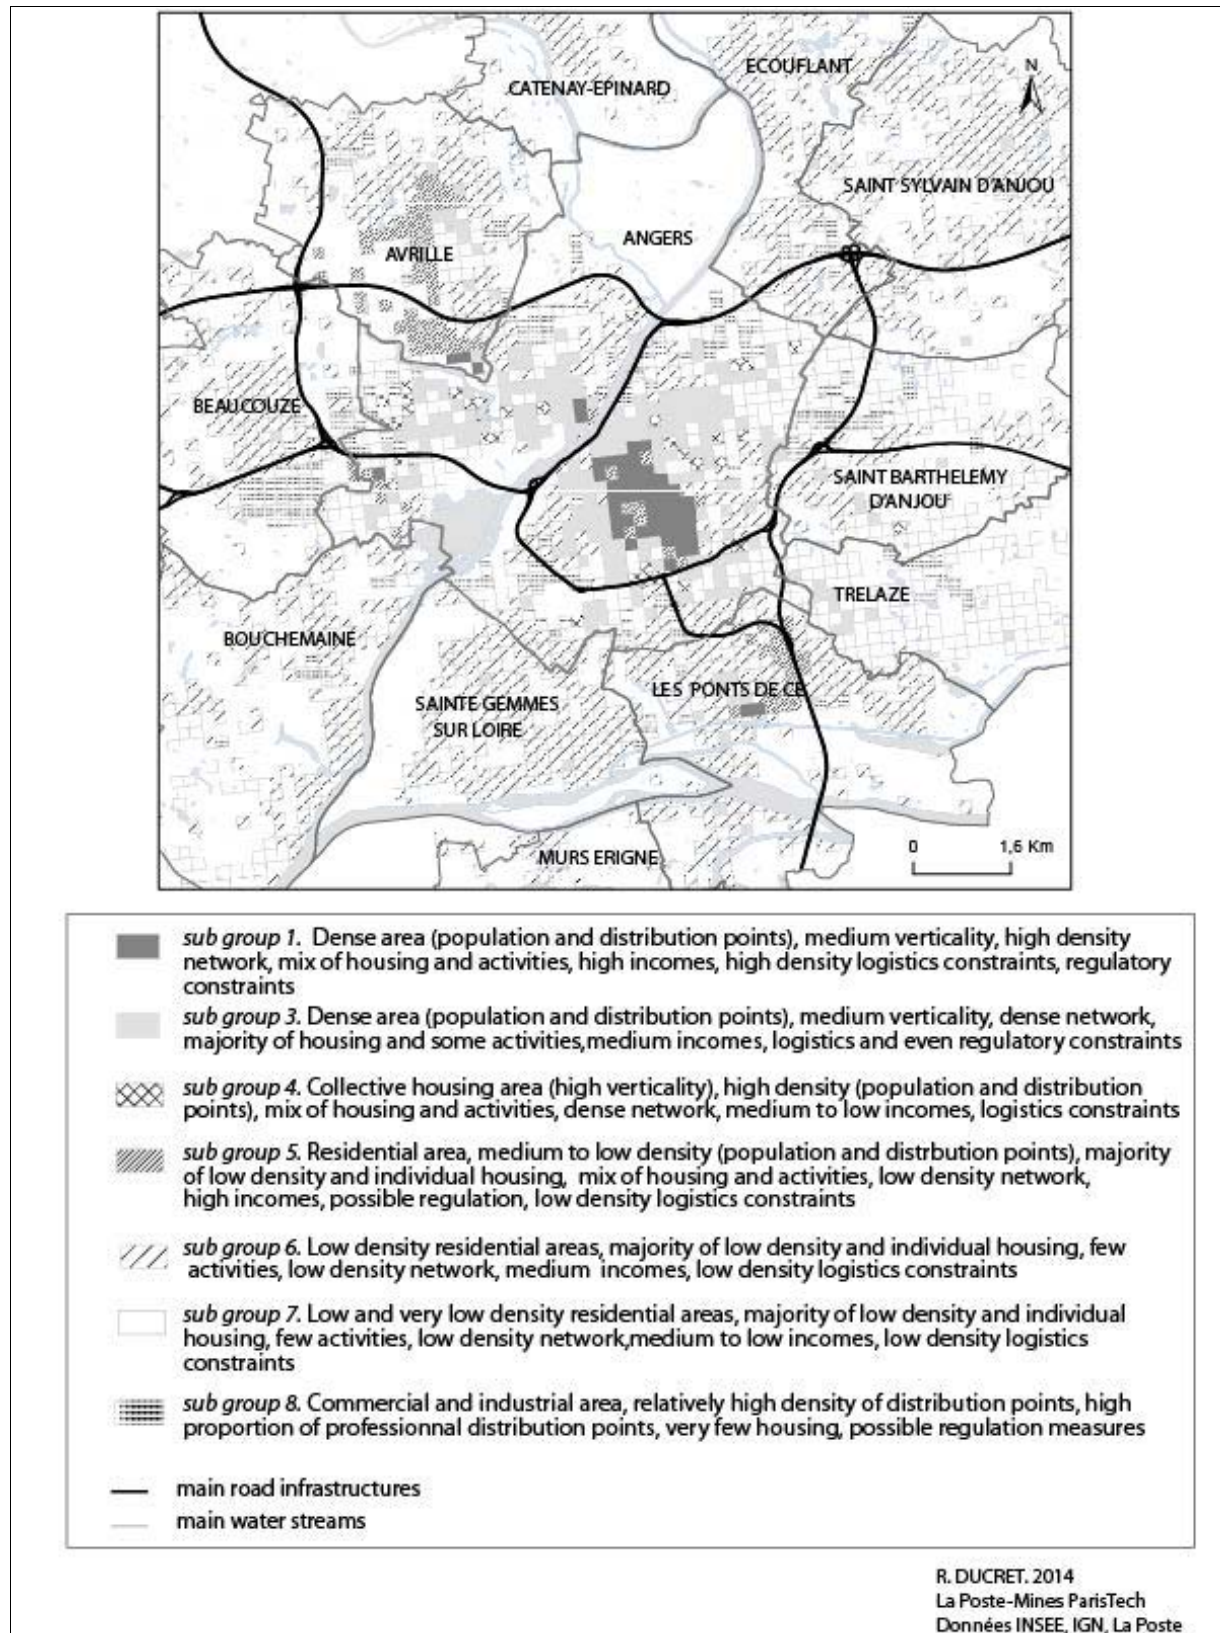 CATENAY-EPINARD
ECOUFLANT
N
SAINT SYLVAIN D'ANJOU
ANGERS
AVRILLE
BEAUCOUZE
SAINT BARTHELEMY
D'ANJOU
TRELAZE
BOUCHEMAINE
LES PONTS DE CE
SAINTE GEMMES
SUR LOIRE
MURS ERIGNE
0 1,6 Km
sub group 1. Dense area (population and distribution points), medium verticality, high density
network, mix of housing and activities, high incomes, high density logistics constraints, regulatory
constraints
sub group 3. Dense area (population and distribution points), medium verticality, dense network,
majority of housing and some activities,medium incomes, logistics and even regulatory constraints
sub group 4. Collective housing area (high verticality), high density (population and distribution
points), mix of housing and activities, dense network, medium to low incomes, logistics constraints
sub group 5. Residential area, medium to low density (population and distrbution points), majority
of low density and individual housing, mix of housing and activities, low density network,
high incomes, possible regulation, low density logistics constraints
sub group 6. Low density residential areas, majority of low density and individual housing, few
activities, low density network, medium incomes, low density logistics constraints
sub group 7. Low and very low density residential areas, majority of low density and individual
housing, few activities, low density network,medium to low incomes, low density logistics
constraints
sub group 8. Commercial and industrial area, relatively high density of distribution points, high
proportion of professionnal distribution points, very few housing, possible regulation measures
main road infrastructures
main water streams
R. DUCRET. 2014
La Poste-Mines ParisTech
Données INSEE, IGN, La Poste